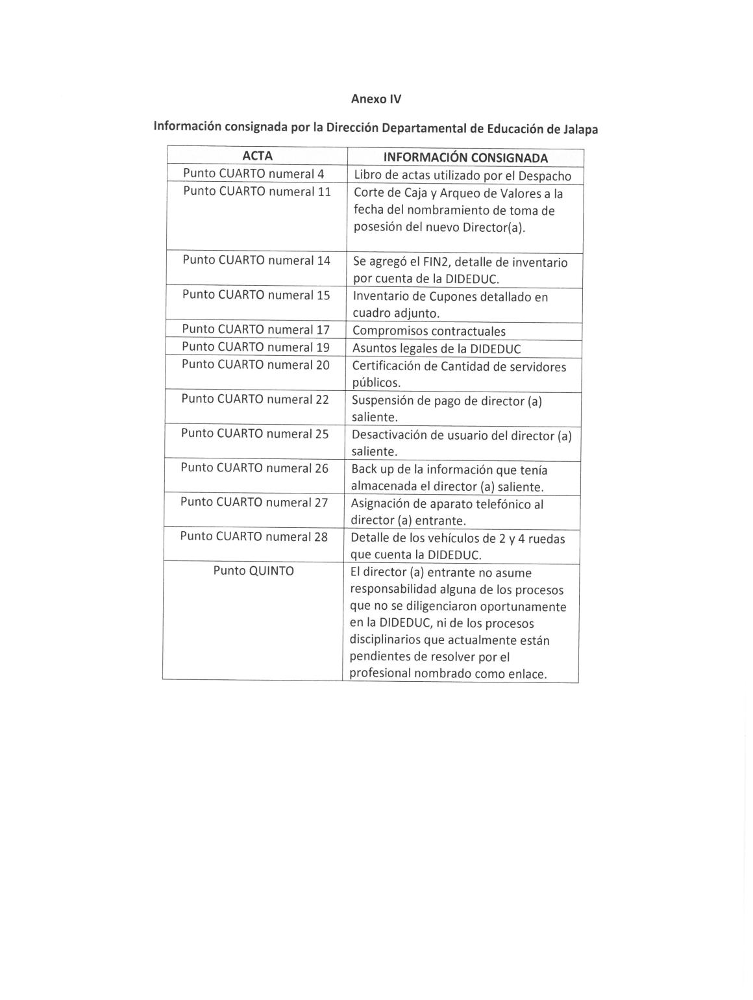 Anexo IV
Información consignada por la Dirección Departamental de Educación de Jalapa
ACTA
INFORMACIÓN CONSIGNADA
Punto CUARTO numeral 4
Libro de actas utilizado por el Despacho
Punto CUARTO numeral 11
Corte de Caja y Arqueo de Valores a la
fecha del nombramiento de toma de
posesión del nuevo Director(a).
Punto CUARTO numeral 14
Se agregó el FIN2, detalle de inventario
por cuenta de la DIDEDUC.
Punto CUARTO numeral 15
Inventario de Cupones detallado en
cuadro adjunto.
Punto CUARTO numeral 17
Compromisos contractuales
Punto CUARTO numeral 19
Asuntos legales de la DIDEDUC
Punto CUARTO numeral 20
Certificación de Cantidad de servidores
públicos.
Punto CUARTO numeral 22
Suspensión de pago de director (a)
saliente.
Punto CUARTO numeral 25
Desactivación de usuario del director (a)
saliente.
Punto CUARTO numeral 26
Back up de la información que tenía
almacenada el director (a) saliente.
Punto CUARTO numeral 27
Asignación de aparato telefónico al
director (a) entrante.
Punto CUARTO numeral 28
Detalle de los vehículos de 2 y 4 ruedas
que cuenta la DIDEDUC.
Punto QUINTO
El director (a) entrante no asume
responsabilidad alguna de los procesos
que no se diligenciaron oportunamente
en la DIDEDUC, ni de los procesos
disciplinarios que actualmente están
pendientes de resolver por el
profesional nombrado como enlace.